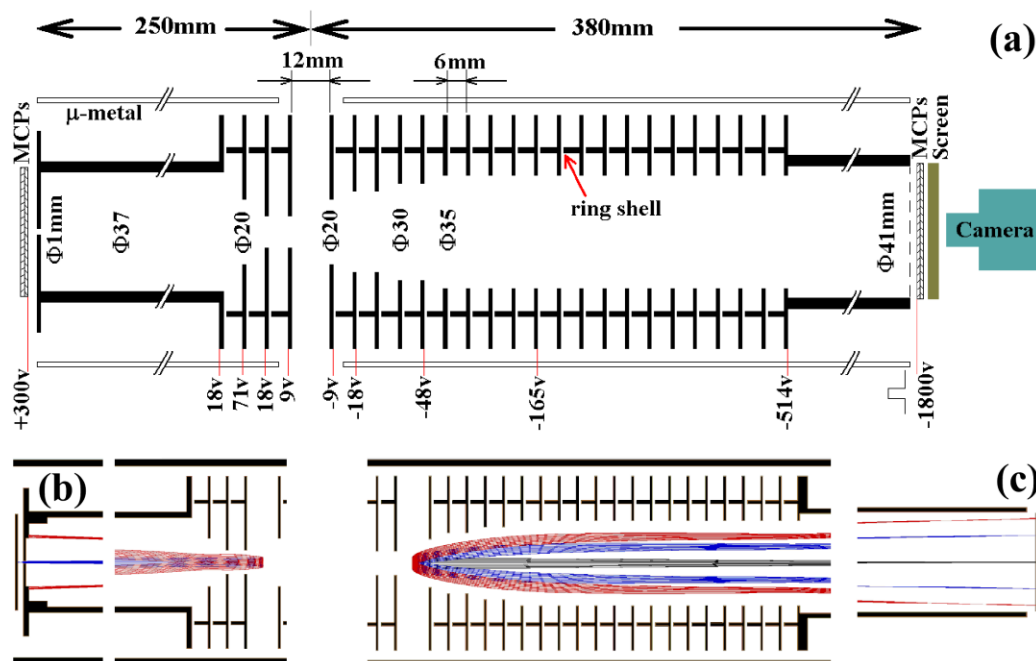 250mm
380mm
(a)
12mm
6mm
μ-metal
MCPs
MCPs
Screen
ring shell
Φ1mm
Φ37
Φ20
Φ20
Φ30
Φ35
Φ41mm
Camera
+300v
18v
71v
18v
9v
-9v
-18v
-48v
-165v
-514v
-1800v
(b)
(c)